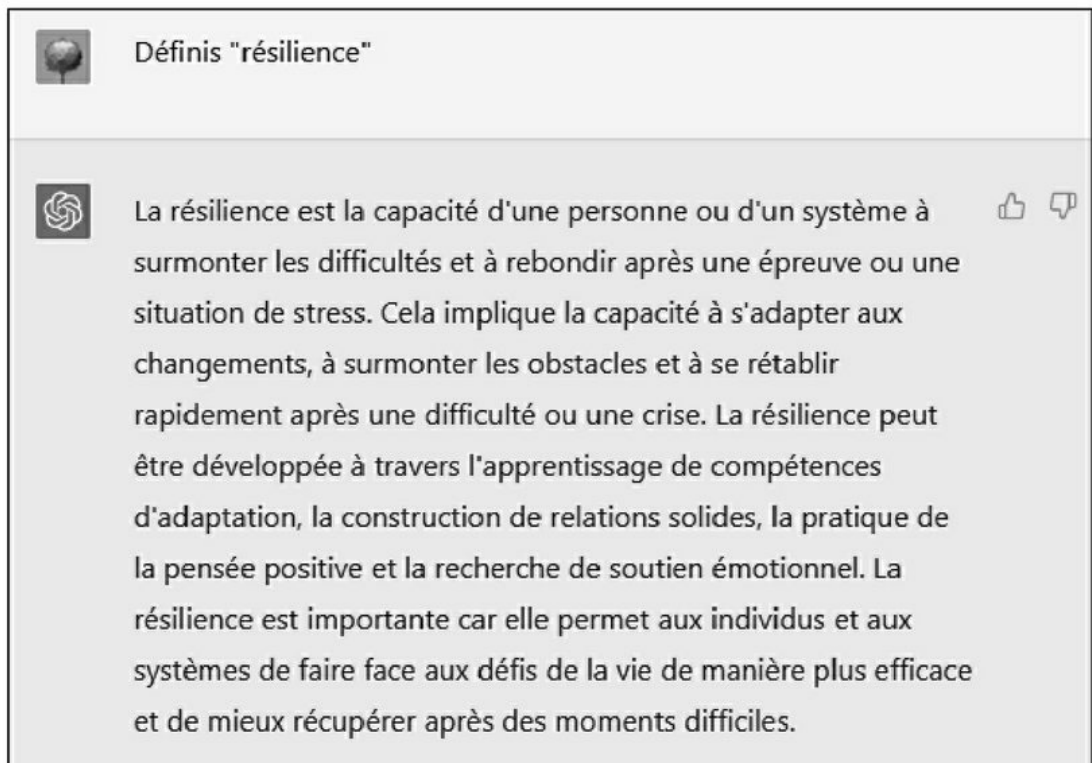 Définis "résilience"
La résilience est la capacité d'une personne ou d'un système à
surmonter les difficultés et à rebondir après une épreuve ou une
situation de stress. Cela implique la capacité à s'adapter aux
changements, à surmonter les obstacles et à se rétablir
rapidement après une difficulté ou une crise. La résilience peut
être développée à travers l'apprentissage de compétences
d'adaptation, la construction de relations solides, la pratique de
la pensée positive et la recherche de soutien émotionnel. La
résilience est importante car elle permet aux individus et aux
systèmes de faire face aux défis de la vie de manière plus efficace
et de mieux récupérer après des moments difficiles.